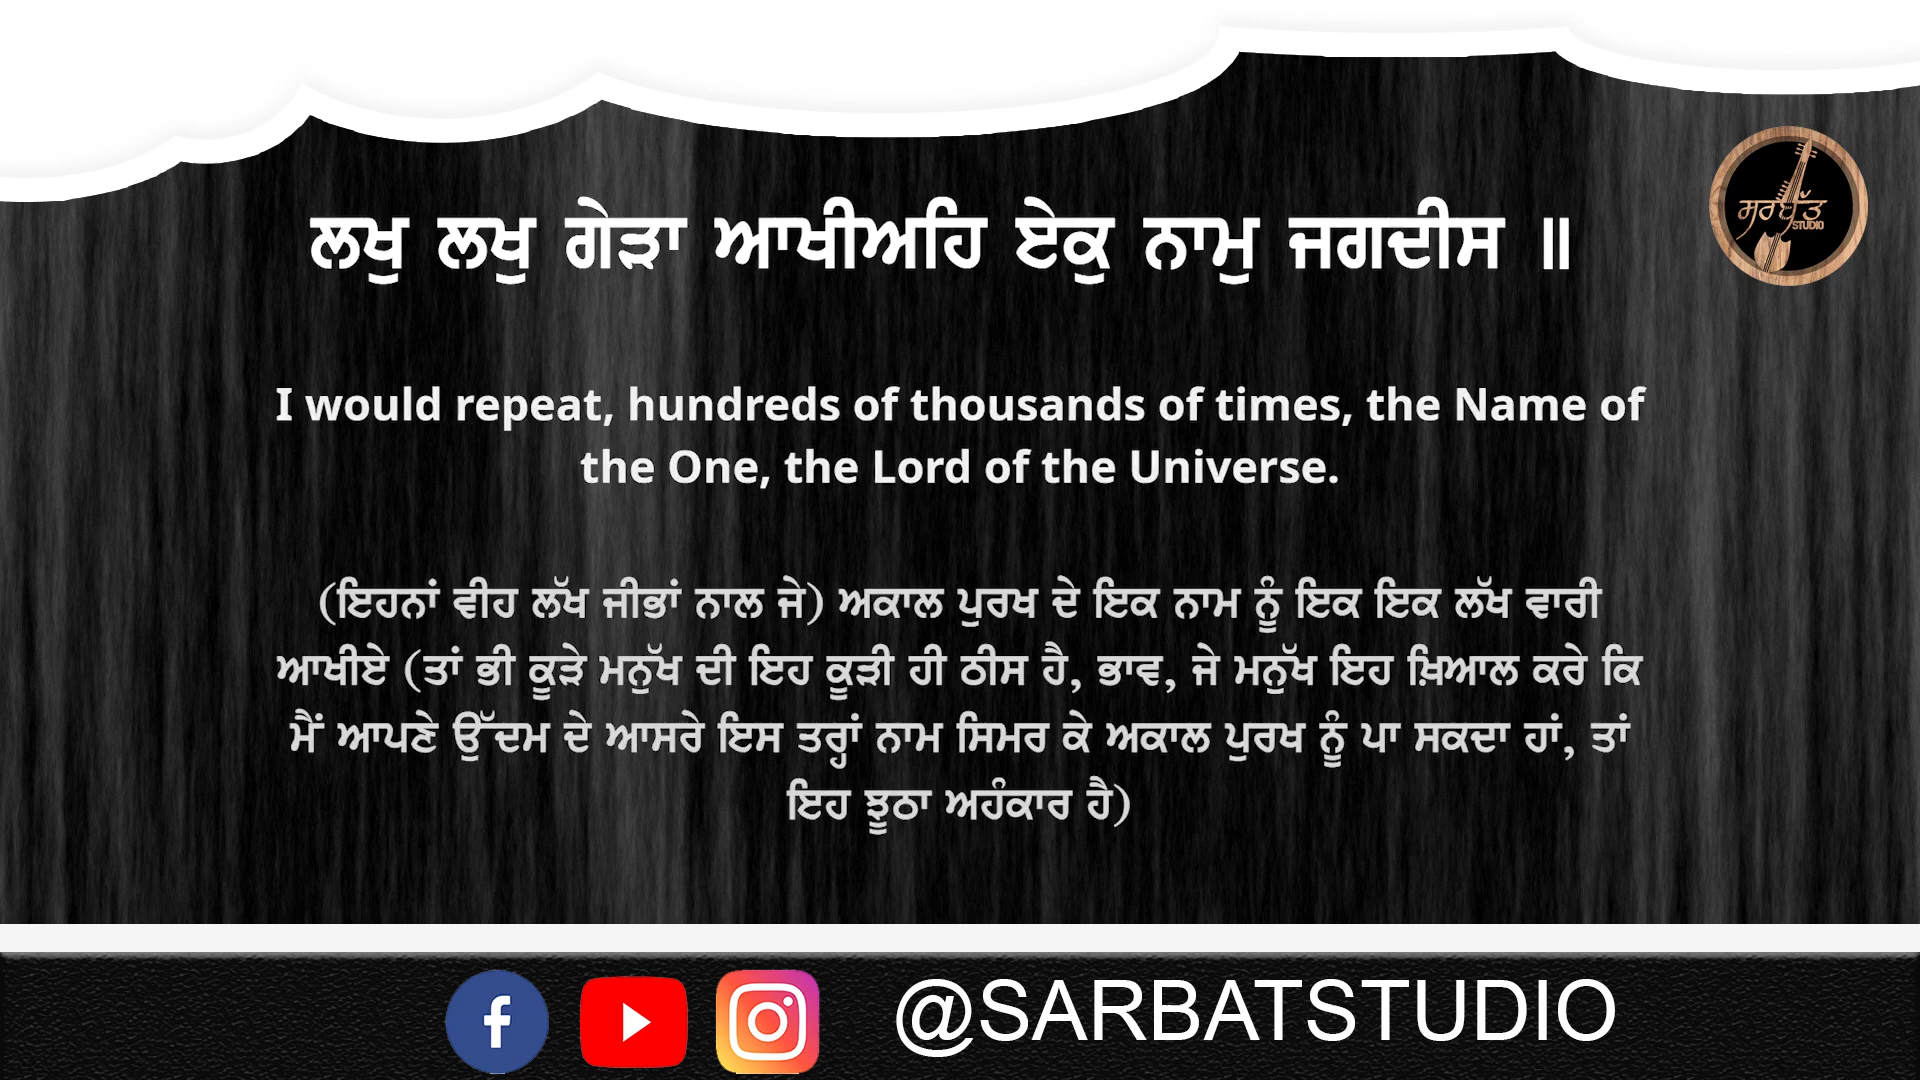 ਲਖੁ ਲਖੁ ਗੇੜਾ ਆਖੀਅਹਿ ਏਕੁ ਨਾਮੁ ਜਗਦੀਸ ॥
ਸਰਬੱਤ
STUDIO
I would repeat, hundreds of thousands of times, the Name of
the One, the Lord of the Universe.
(ਇਹਨਾਂ ਵੀਹ ਲੱਖ ਜੀਭਾਂ ਨਾਲ ਜੇ) ਅਕਾਲ ਪੁਰਖ ਦੇ ਇਕ ਨਾਮ ਨੂੰ ਇਕ ਇਕ ਲੱਖ ਵਾਰੀ
ਆਖੀਏ (ਤਾਂ ਭੀ ਕੂੜੇ ਮਨੁੱਖ ਦੀ ਇਹ ਕੂੜੀ ਹੀ ਠੀਸ ਹੈ, ਭਾਵ, ਜੇ ਮਨੁੱਖ ਇਹ ਖ਼ਿਆਲ ਕਰੇ ਕਿ
ਮੈਂ ਆਪਣੇ ਉੱਦਮ ਦੇ ਆਸਰੇ ਇਸ ਤਰ੍ਹਾਂ ਨਾਮ ਸਿਮਰ ਕੇ ਅਕਾਲ ਪੁਰਖ ਨੂੰ ਪਾ ਸਕਦਾ ਹਾਂ, ਤਾਂ
ਇਹ ਝੂਠਾ ਅਹੰਕਾਰ ਹੈ)
@SARBATSTUDIO